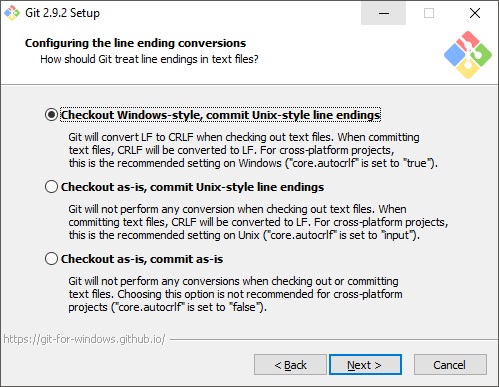 Git 2.9.2 Setup
Configuring the line ending conversions
How should Git treat line endings in text files?
Checkout Windows-style, commit Unix-style line endings
Git will convert LF to CRLF when checking out text files. When committing
text files, CRLF will be converted to LF. For cross-platform projects,
this is the recommended setting on Windows ("core.autocrlf" is set to "true").
Checkout as-is, commit Unix-style line endings
Git will not perform any conversion when checking out text files. When
committing text files, CRLF will be converted to LF. For cross-platform projects,
this is the recommended setting on Unix ("core.autocrlf" is set to "input").
Checkout as-is, commit as-is
Git will not perform any conversions when checking out or committing
text files. Choosing this option is not recommended for cross-platform
projects ("core.autocrlf" is set to "false").
https://git-for-windows.github.io/
< Back
Next >
Cancel